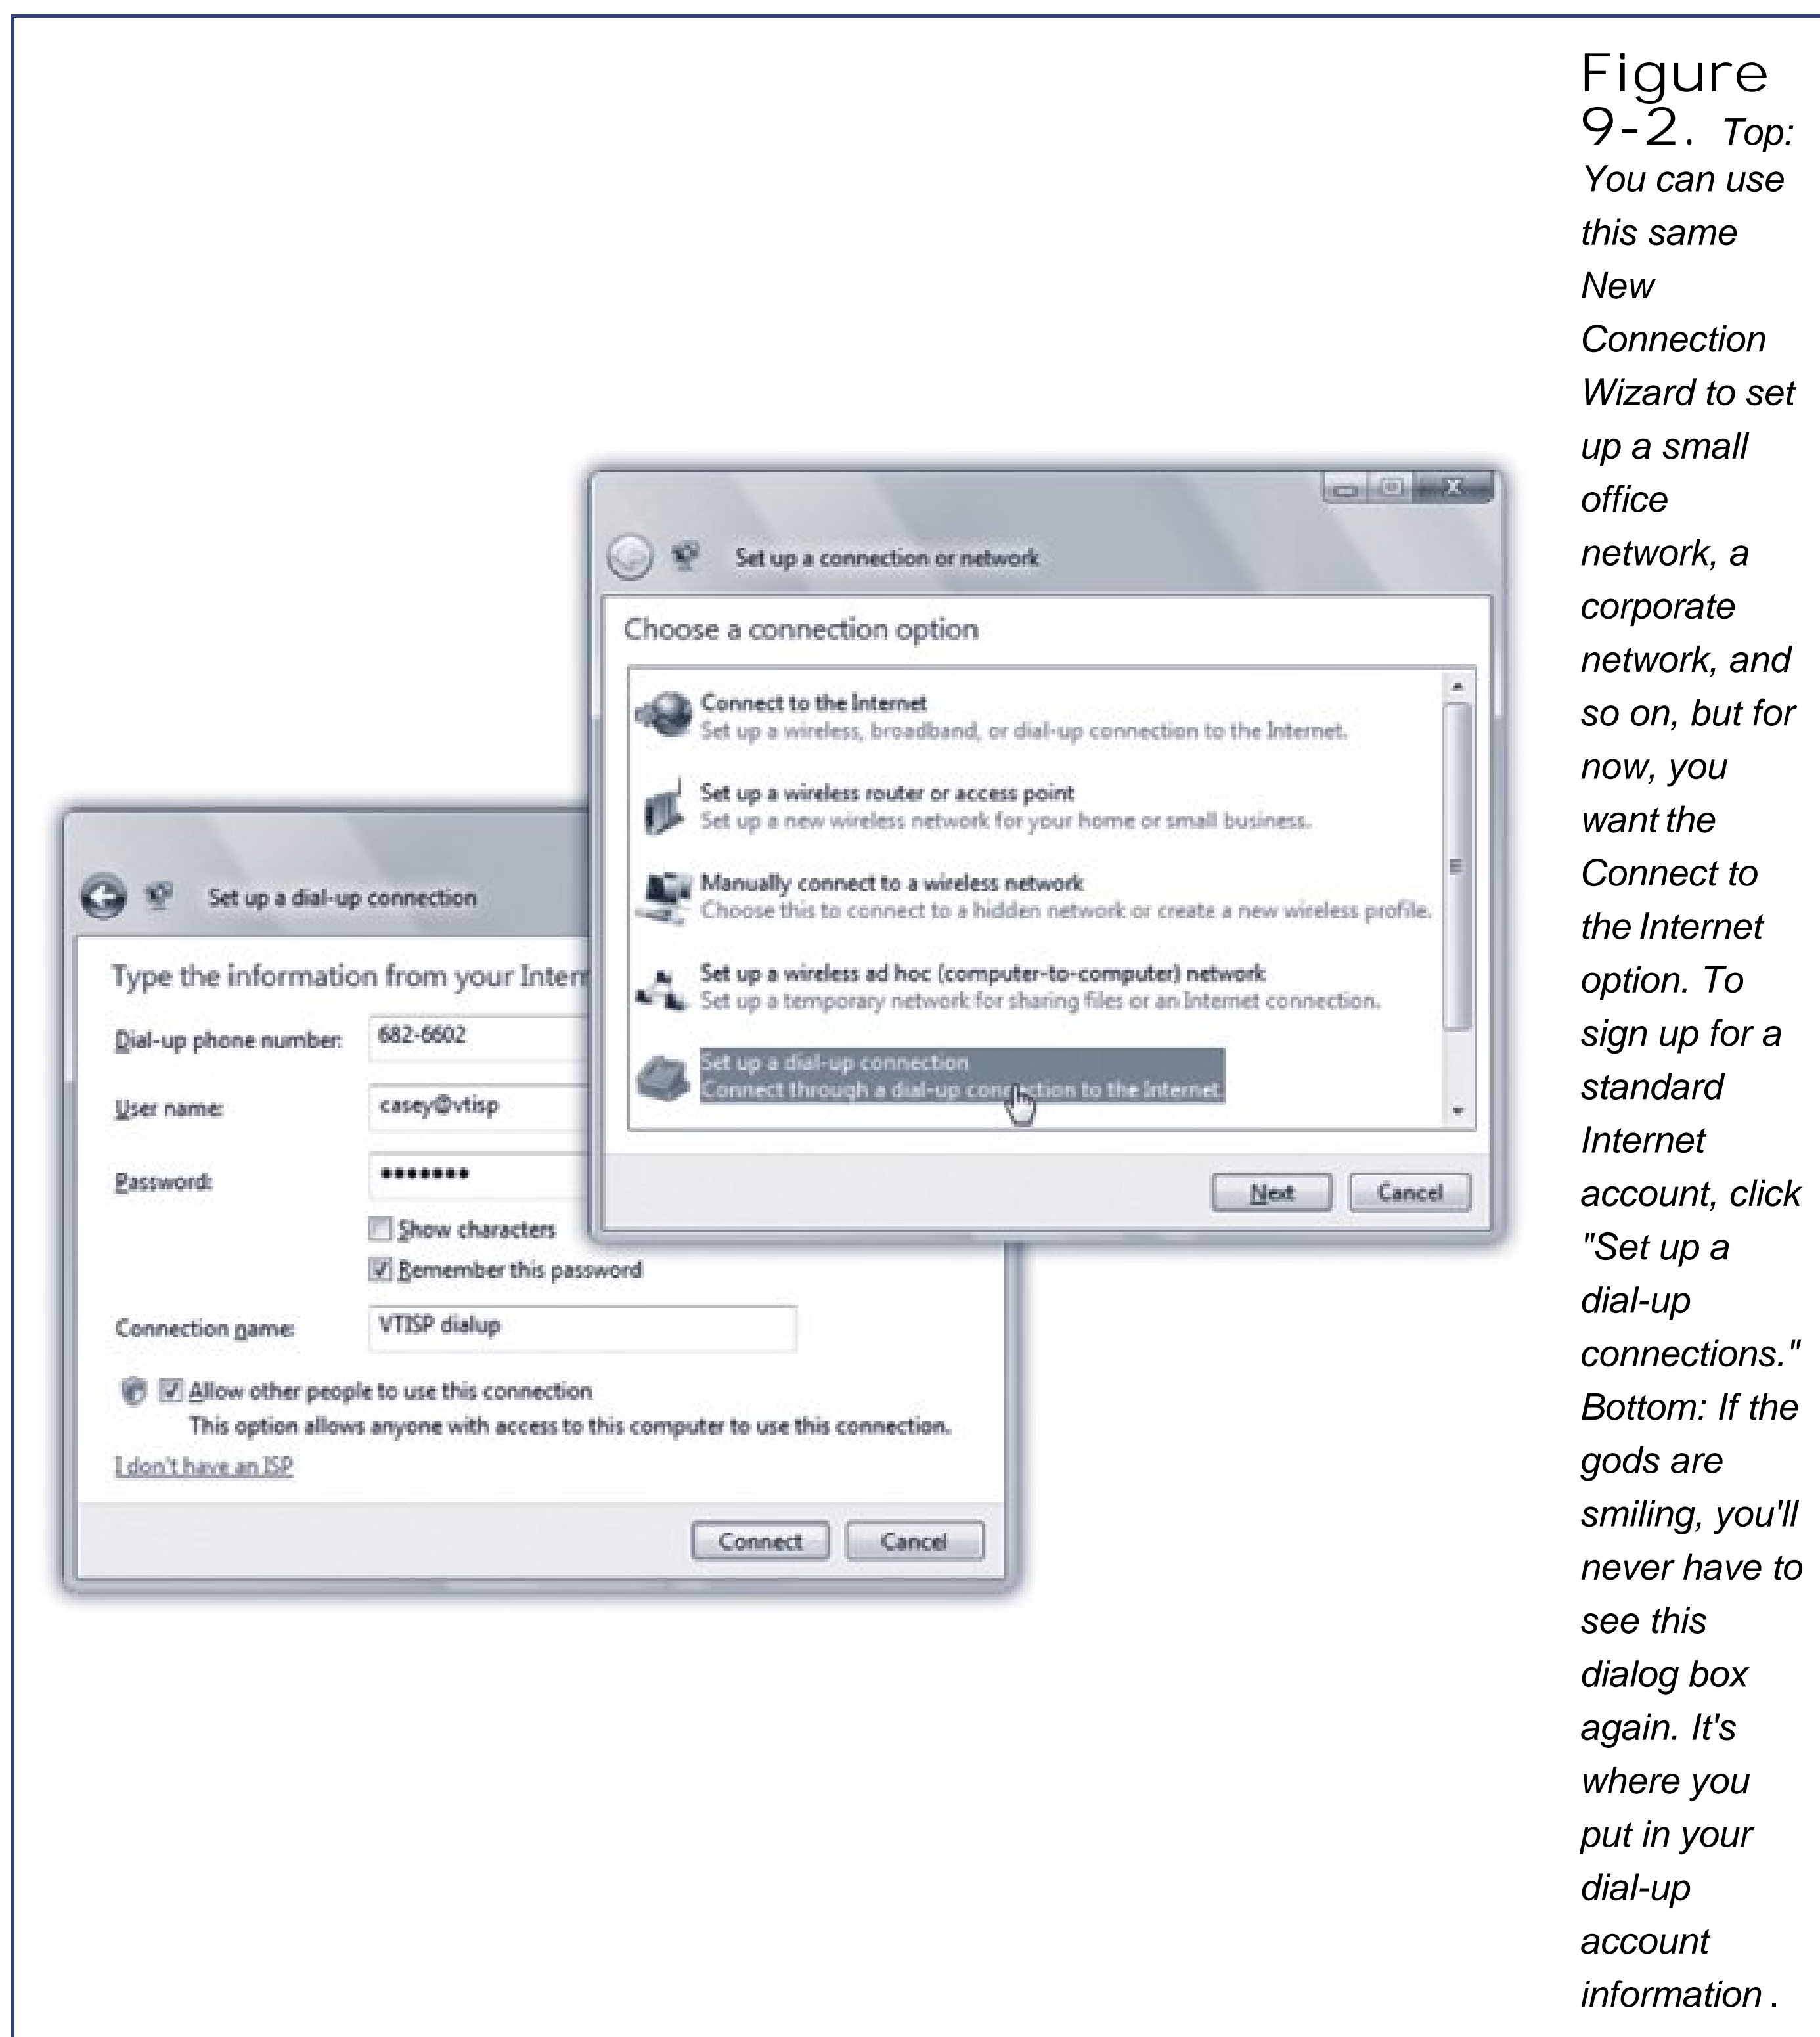 Figure
9-2. Top:
You can use
this same
New
Connection
Wizard to set
up a small
office
network, a
corporate
network, and
so on, but for
now, you
want the
Connect to
the Internet
option. To
sign up for a
standard
Internet
account, click
"Set up a
dial-up
connections."
Bottom: If the
gods are
smiling, you'll
never have to
see this
dialog box
again. It's
where you
put in your
dial-up
account
information.
Set up a connection or network
Choose a connection option
Connect to the Internet
Set up a wireless, broadband, or dial-up connection to the Internet.
Set up a wireless router or access point
Set up a new wireless network for your home or small business.
Manually connect to a wireless network
Choose this to connect to a hidden network or create a new wireless profile.
Set up a wireless ad hoc (computer-to-computer) network
Set up a temporary network for sharing files or an Internet connection.
Set up a dial-up connection
Connect through a dial-up connection to the Internet.
Next Cancel
Set up a dial-up connection
Type the information from your Inter
Dial-up phone number: 682-6602
User name: casey@vtisp
Password: •••••••
Show characters
Remember this password
Connection name: VTISP dialup
Allow other people to use this connection
This option allows anyone with access to this computer to use this connection.
I don't have an ISP
Connect Cancel